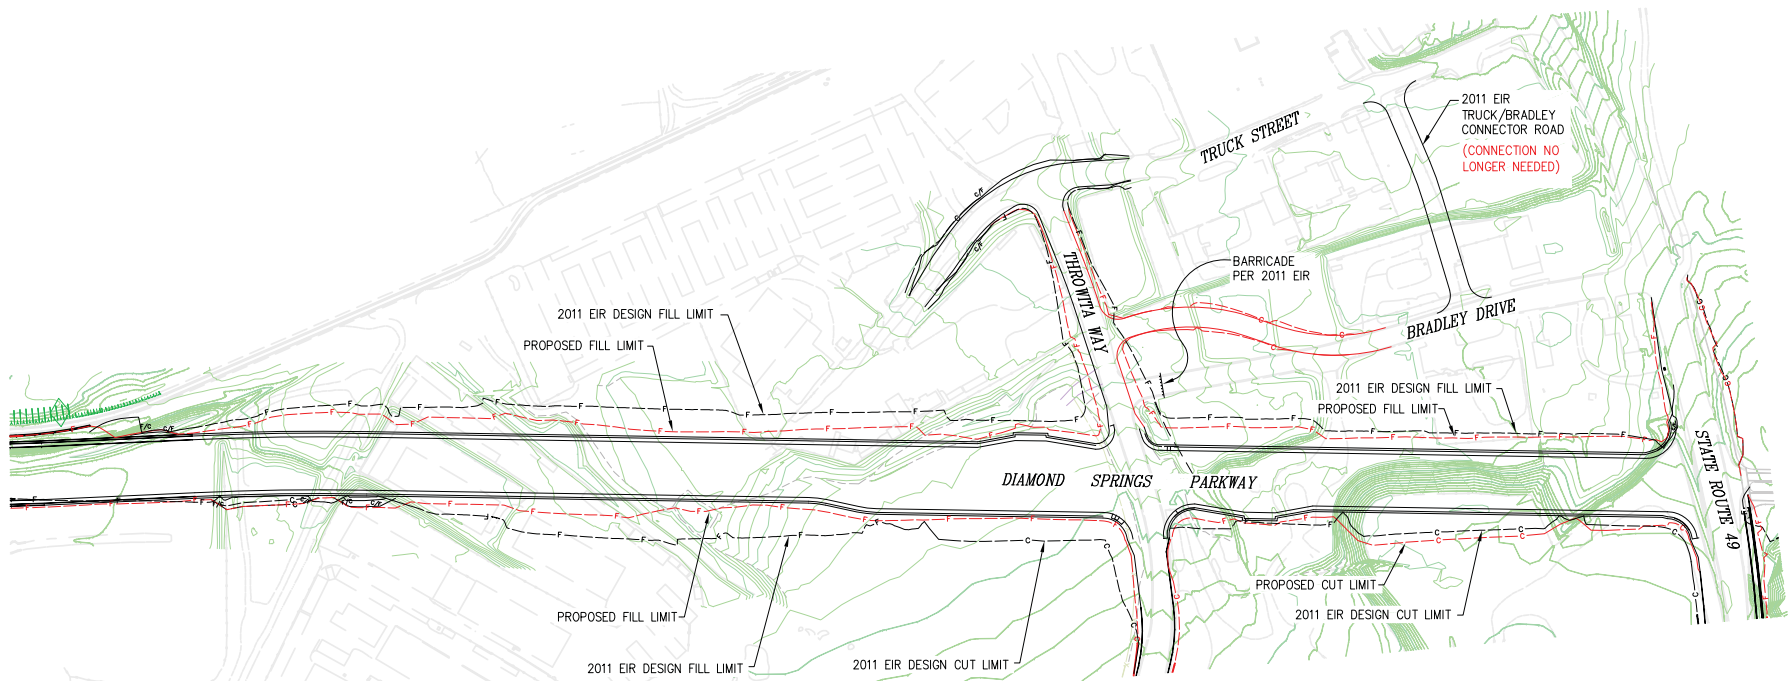 2011 EIR
TRUCK/BRADLEY
CONNECTOR ROAD
(CONNECTION NO
LONGER NEEDED)
TRUCK STREET
THROWITA WAY
BARRICADE
PER 2011 EIR
BRADLEY DRIVE
2011 EIR DESIGN FILL LIMIT
PROPOSED FILL LIMIT
2011 EIR DESIGN FILL LIMIT
PROPOSED FILL LIMIT
DIAMOND SPRINGS PARKWAY
STATE ROUTE 49
PROPOSED CUT LIMIT
2011 EIR DESIGN CUT LIMIT
PROPOSED FILL LIMIT
2011 EIR DESIGN FILL LIMIT
2011 EIR DESIGN CUT LIMIT